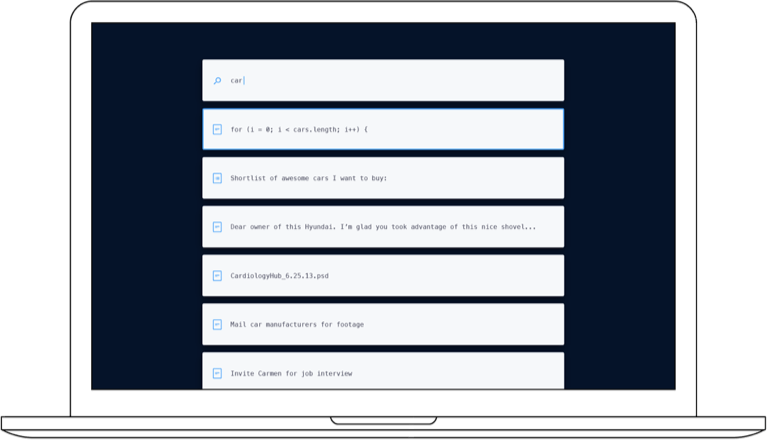 car
for (i = 0; i < cars.length; i++) {
Shortlist of awesome cars I want to buy:
Dear owner of this Hyundai. I'm glad you took advantage of this nice shovel...
CardiologyHub_6.25.13.psd
Mail car manufacturers for footage
Invite Carmen for job interview